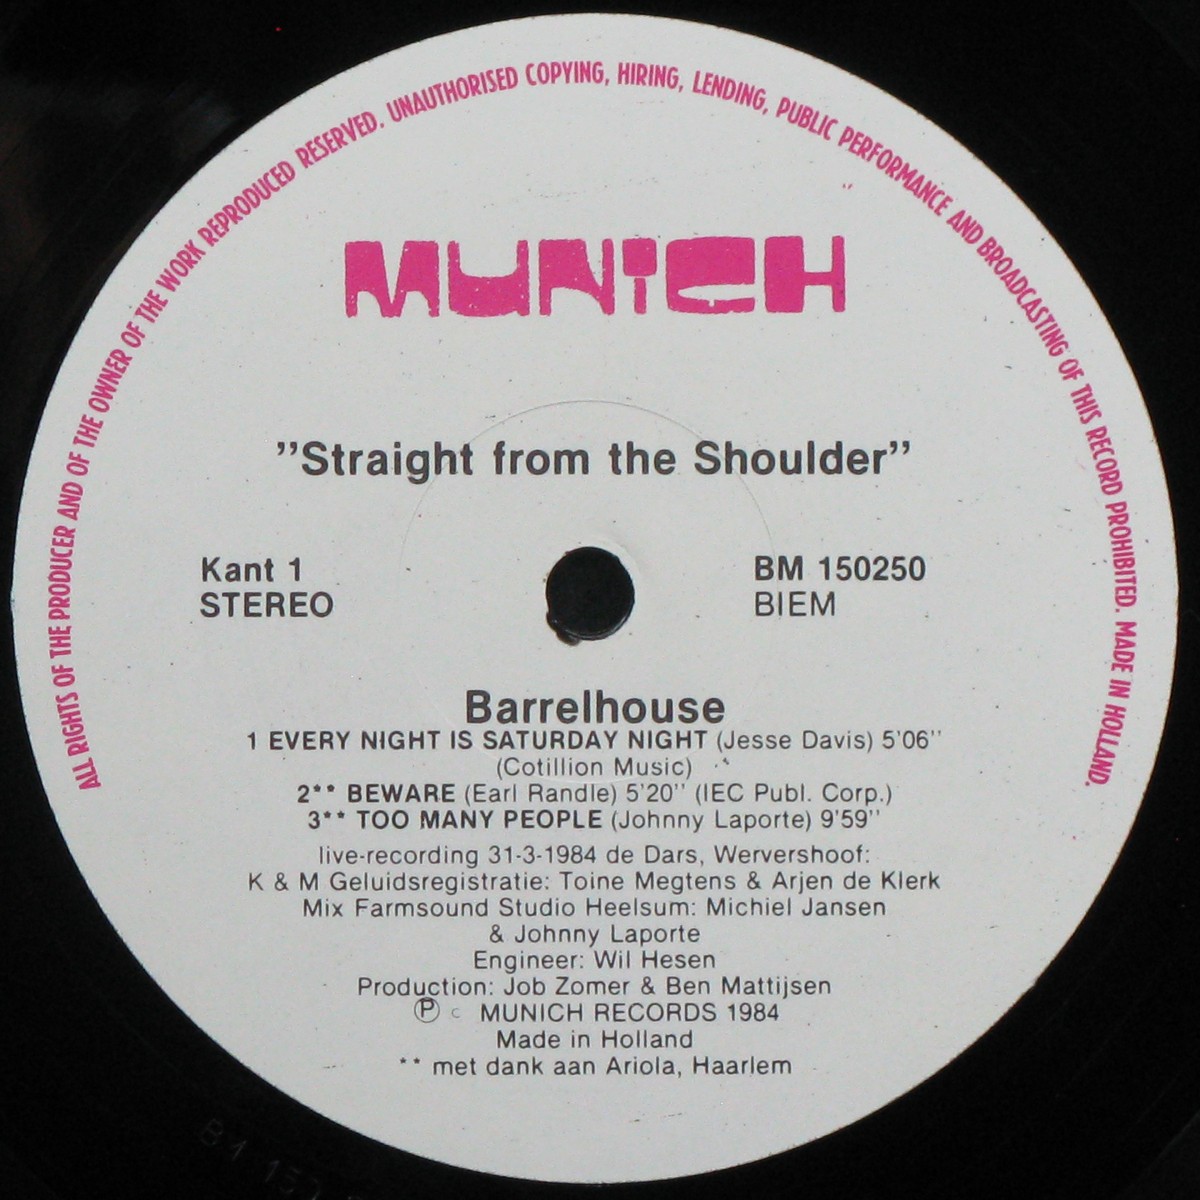 ALL RIGHTS OF THE PRODUCER AND OF THE OWNER OF THE WORK REPRODUCED RESERVED. UNAUTHORISED COPYING, HIRING, LENDING, PUBLIC PERFORMANCE AND BROADCASTING OF THIS RECORD PROHIBITED. MADE IN HOLLAND.
MUNICH
"Straight from the Shoulder"
Kant 1
STEREO
BM 150250
BIEM
Barrelhouse
1 EVERY NIGHT IS SATURDAY NIGHT (Jesse Davis) 5'06''
(Cotillion Music)
2** BEWARE (Earl Randle) 5'20'' (IEC Publ. Corp.)
3** TOO MANY PEOPLE (Johnny Laporte) 9'59''
live-recording 31-3-1984 de Dars, Wervershoof:
K & M Geluidsregistratie: Toine Megtens & Arjen de Klerk
Mix Farmsound Studio Heelsum: Michiel Jansen
& Johnny Laporte
Engineer: Wil Hesen
Production: Job Zomer & Ben Mattijsen
Ⓟ c MUNICH RECORDS 1984
Made in Holland
** met dank aan Ariola, Haarlem